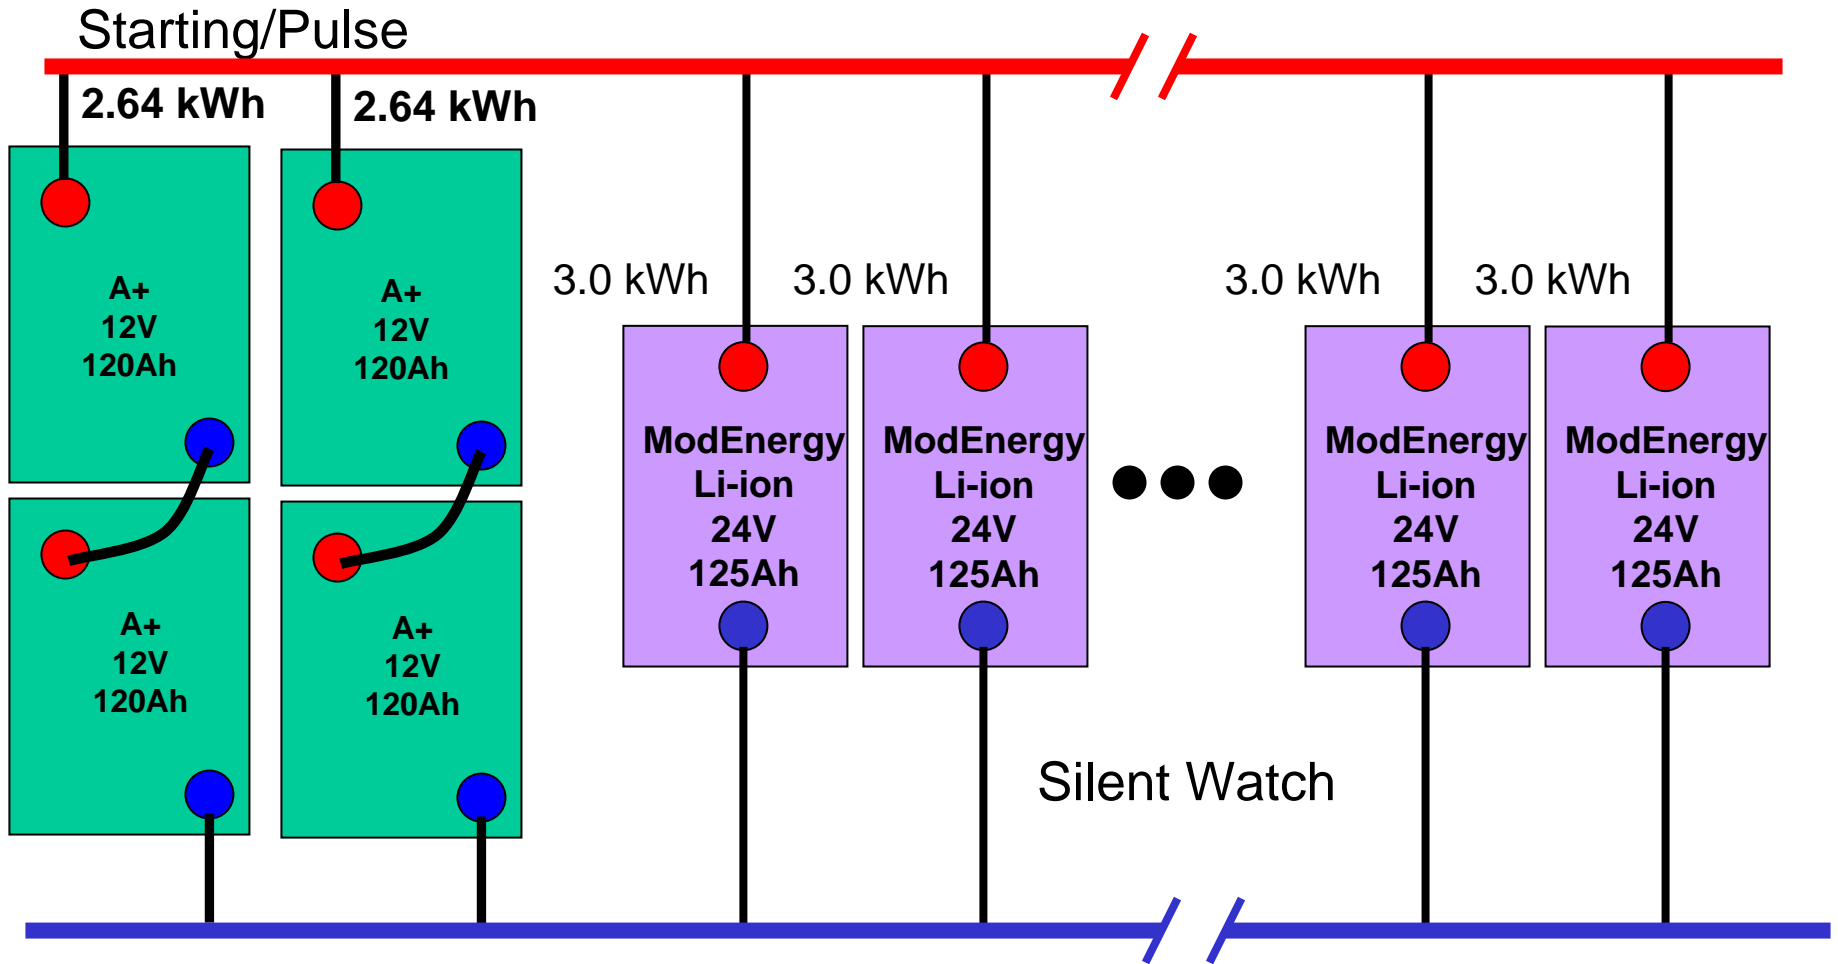 Starting/Pulse
2.64 kWh
2.64 kWh
A+
12V
120Ah
A+
12V
120Ah
A+
12V
120Ah
A+
12V
120Ah
3.0 kWh
3.0 kWh
3.0 kWh
3.0 kWh
ModEnergy
Li-ion
24V
125Ah
ModEnergy
Li-ion
24V
125Ah
ModEnergy
Li-ion
24V
125Ah
ModEnergy
Li-ion
24V
125Ah
Silent Watch